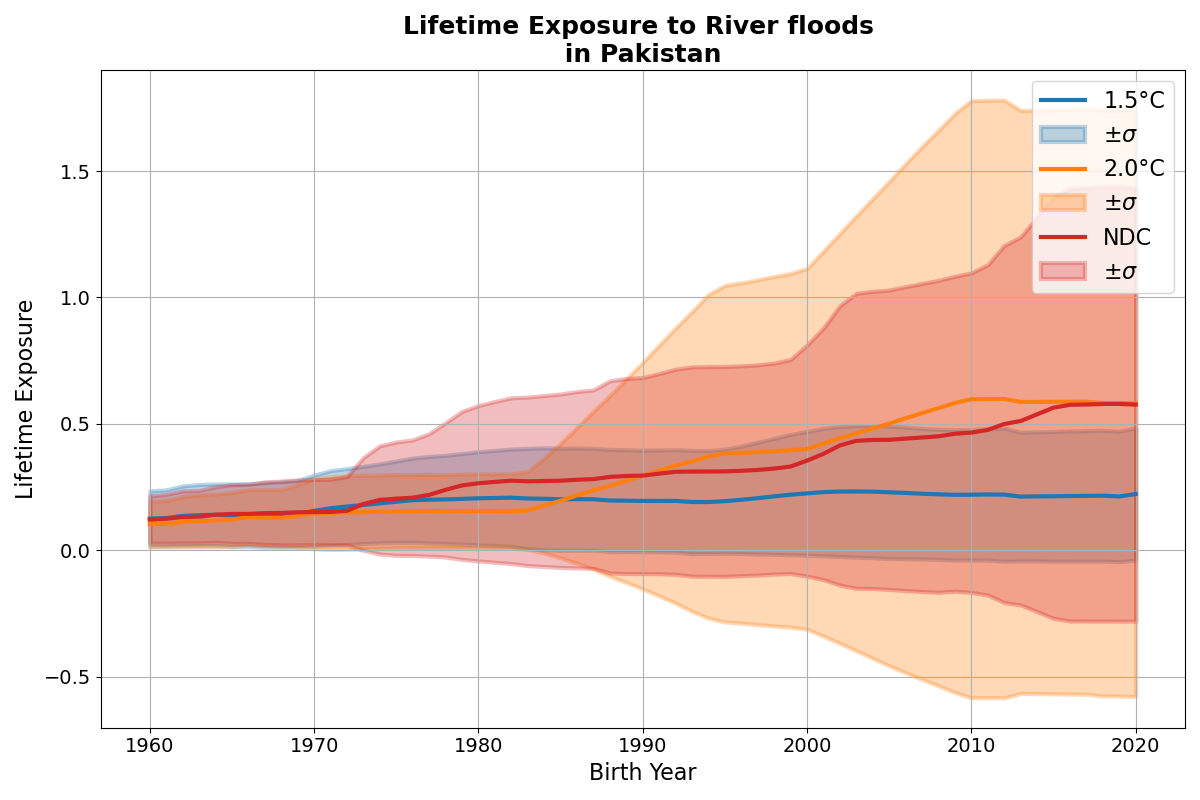 Lifetime Exposure to River floods
in Pakistan
1.5°C
±σ
2.0°C
±σ
NDC
±σ
Lifetime Exposure
1.5
1.0
0.5
0.0
−0.5
1960 1970 1980 1990 2000 2010 2020
Birth Year